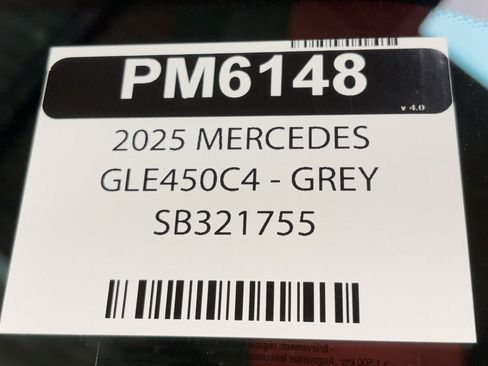 PM6148
v 4.0
2025 MERCEDES
GLE450C4 - GREY
SB321755